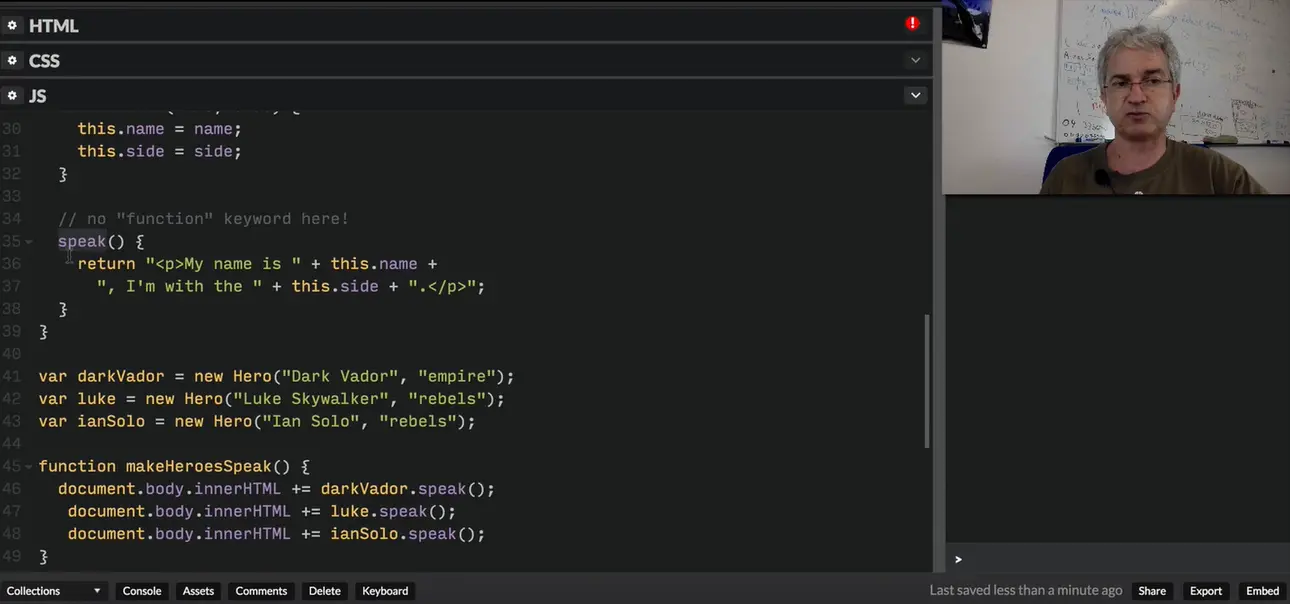 HTML
CSS
JS
30 this.name = name;
31 this.side = side;
32 }
33
34 // no "function" keyword here!
35 speak() {
36 return "<p>My name is " + this.name +
37 ", I'm with the " + this.side + ".</p>";
38 }
39 }
40
41 var darkVador = new Hero("Dark Vador", "empire");
42 var luke = new Hero("Luke Skywalker", "rebels");
43 var ianSolo = new Hero("Ian Solo", "rebels");
44
45 function makeHeroesSpeak() {
46 document.body.innerHTML += darkVador.speak();
47 document.body.innerHTML += luke.speak();
48 document.body.innerHTML += ianSolo.speak();
49 }
>
Collections Console Assets Comments Delete Keyboard Last saved less than a minute ago Share Export Embed